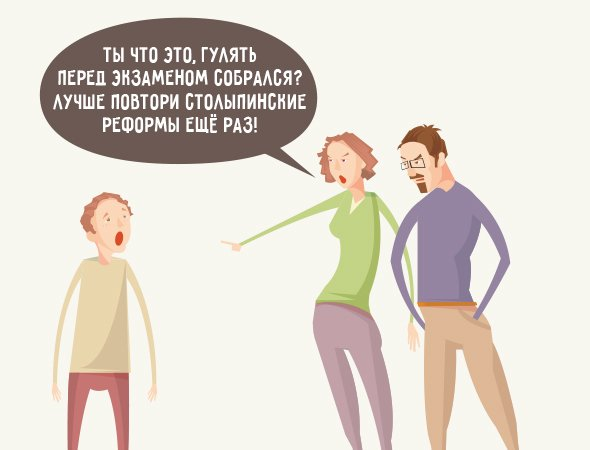 ТЫ ЧТО ЭТО, ГУЛЯТЬ
ПЕРЕД ЭКЗАМЕНОМ СОБРАЛСЯ?
ЛУЧШЕ ПОВТОРИ СТОЛЫПИНСКИЕ
РЕФОРМЫ ЕЩЁ РАЗ!